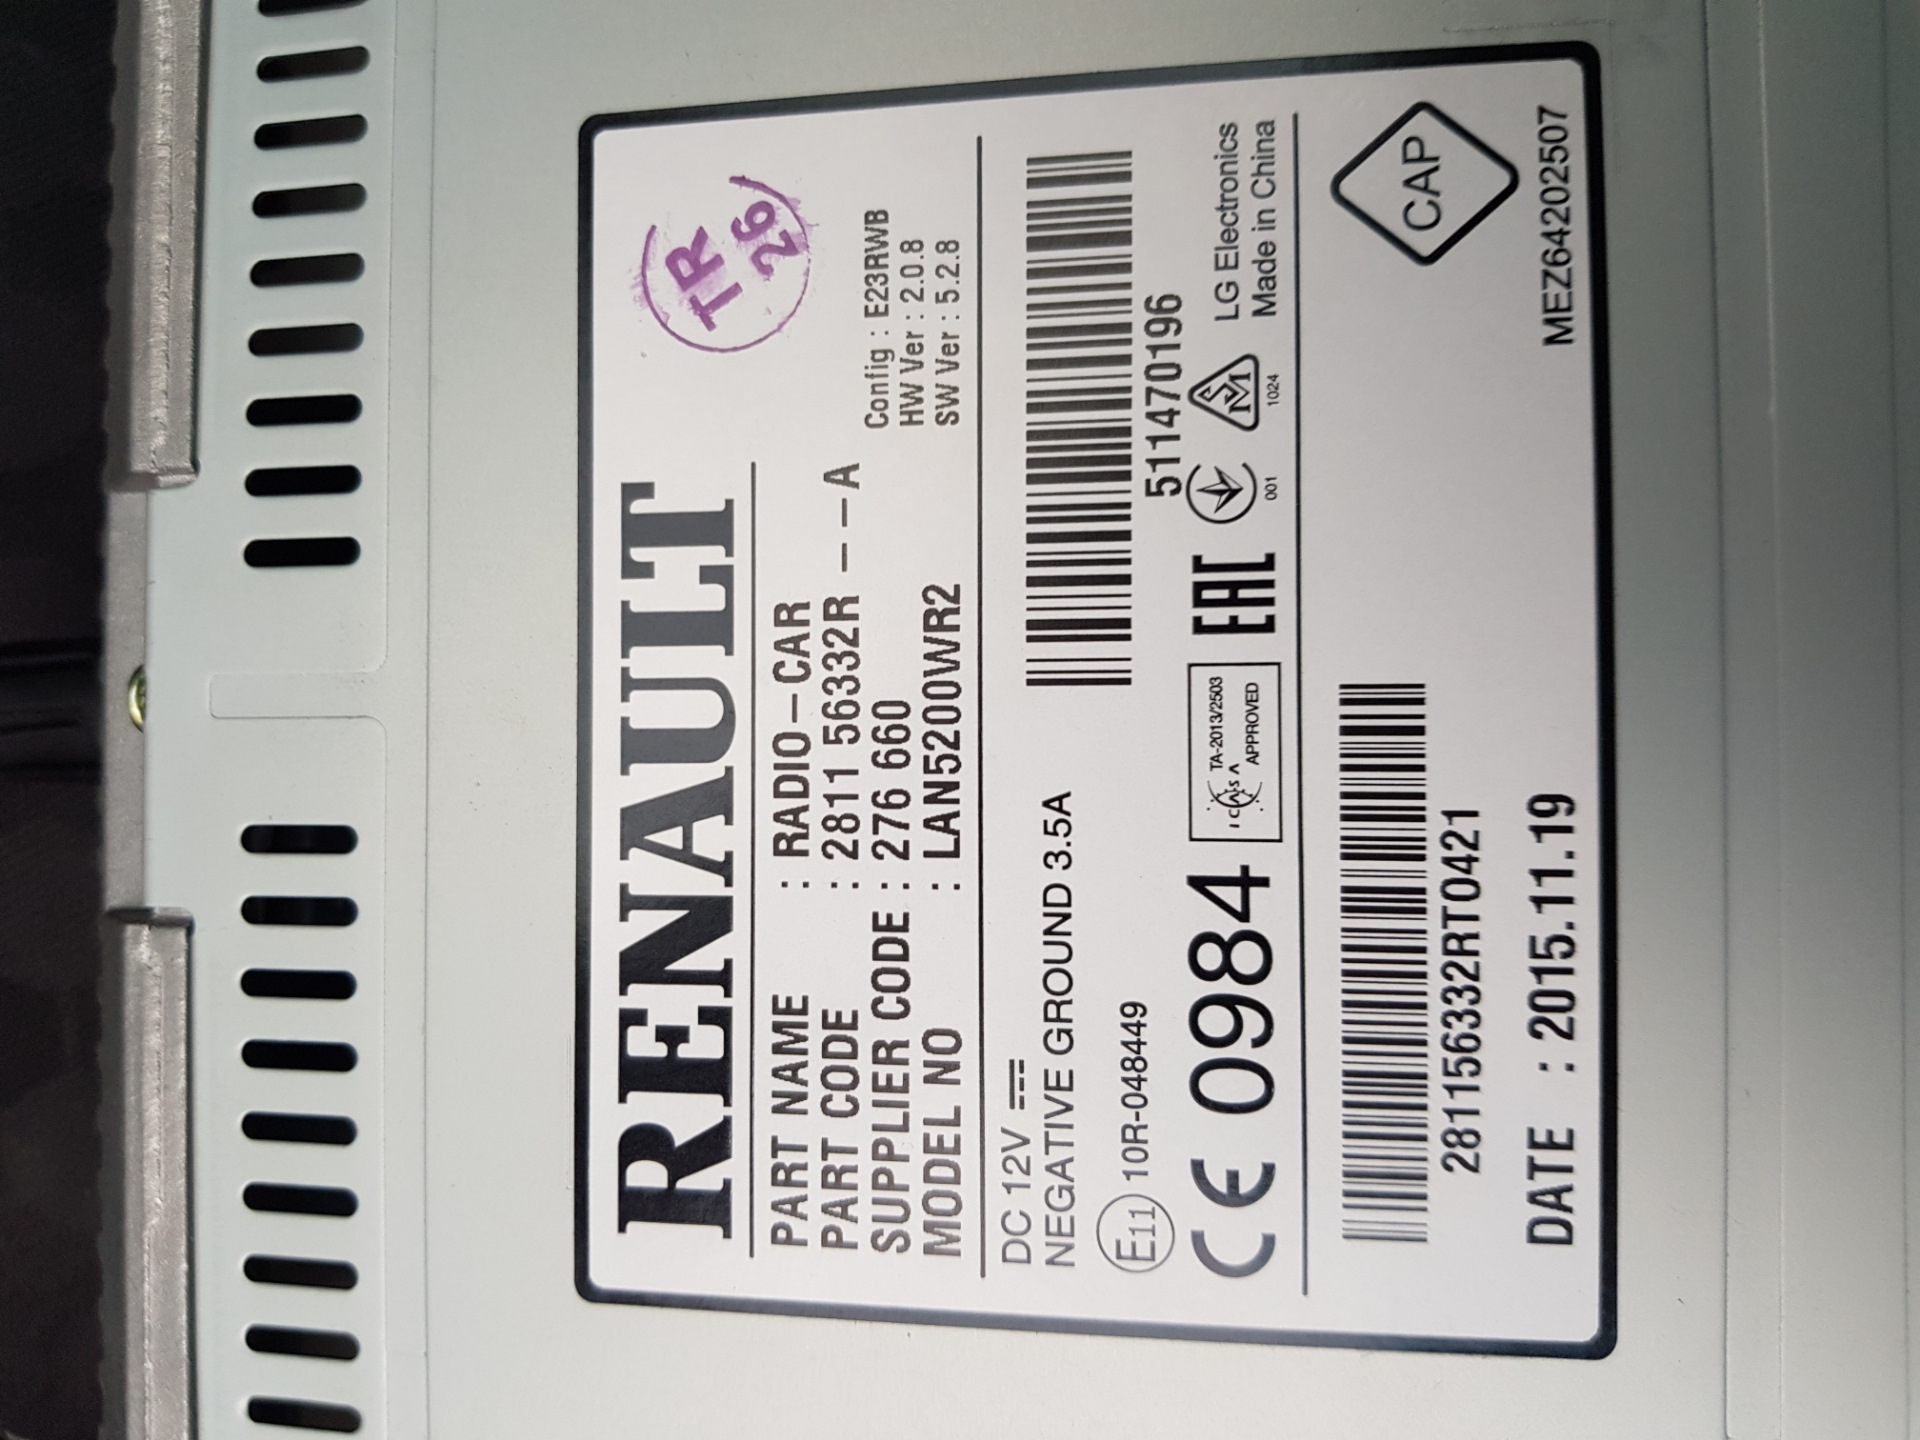 RENAULT
TR
26
PART NAME : RADIO-CAR
PART CODE : 2811 56332R ---A
SUPPLIER CODE : 276 660
MODEL NO : LAN5200WR2
Config : E23RWB
HW Ver : 2.0.8
SW Ver : 5.2.8
DC 12V
NEGATIVE GROUND 3.5A
511470196
E11 10R-048449
CE 0984
ICASA
TA-2013/2503
APPROVED
EAC
001
SM
1024
LG Electronics
Made in China
281156332RT0421
CAP
DATE : 2015.11.19
MEZ64202507